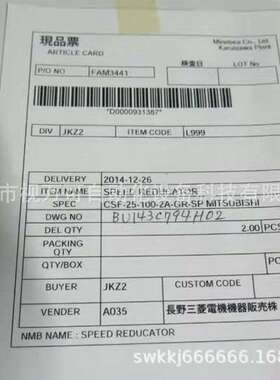 現品票
ARTICLE CARD
Minebea Co., Ltd.
Karuizawa Plant
検査日
LOT No
P/O NO FAM3441
*D0000931387*
DIV JKZ2 ITEM CODE L999
DELIVERY 2014-12-26
ITEM NAME SPEED REDUCATOR
SPEC CSF-25-100-2A-GR-SP MITSUBISHI
DWG NO BU143C794H02
DEL QTY 2.00 PCS
PACKING QTY
QTY/BOX PC
BUYER JKZ2 CUSTOM CODE
VENDER A035 長野三菱電機機器販売株
NMB NAME : SPEED REDUCATOR
swkkj666666.16